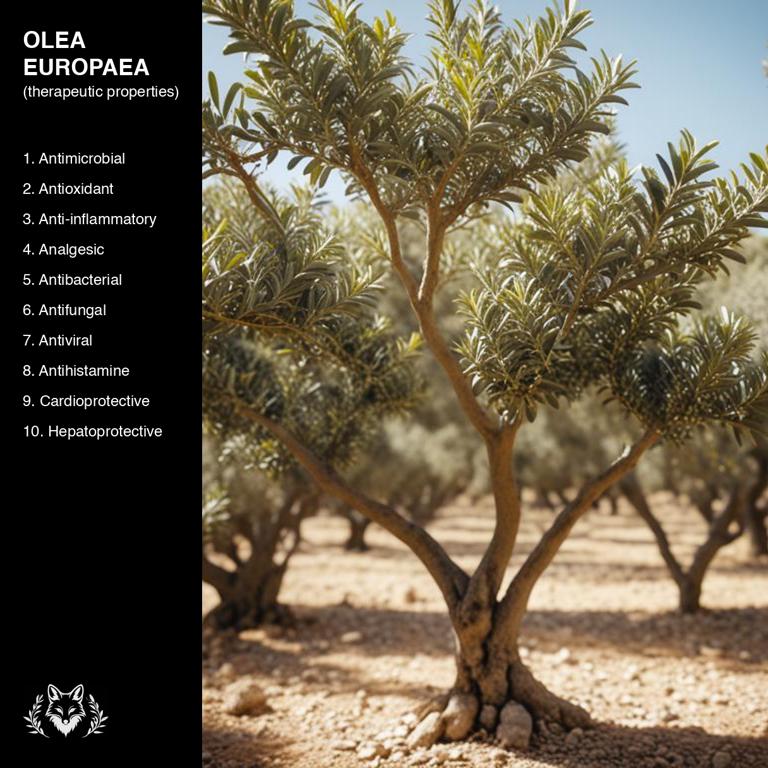 OLEA
EUROPAEA
(therapeutic properties)
1. Antimicrobial
2. Antioxidant
3. Anti-inflammatory
4. Analgesic
5. Antibacterial
6. Antifungal
7. Antiviral
8. Antihistamine
9. Cardioprotective
10. Hepatoprotective